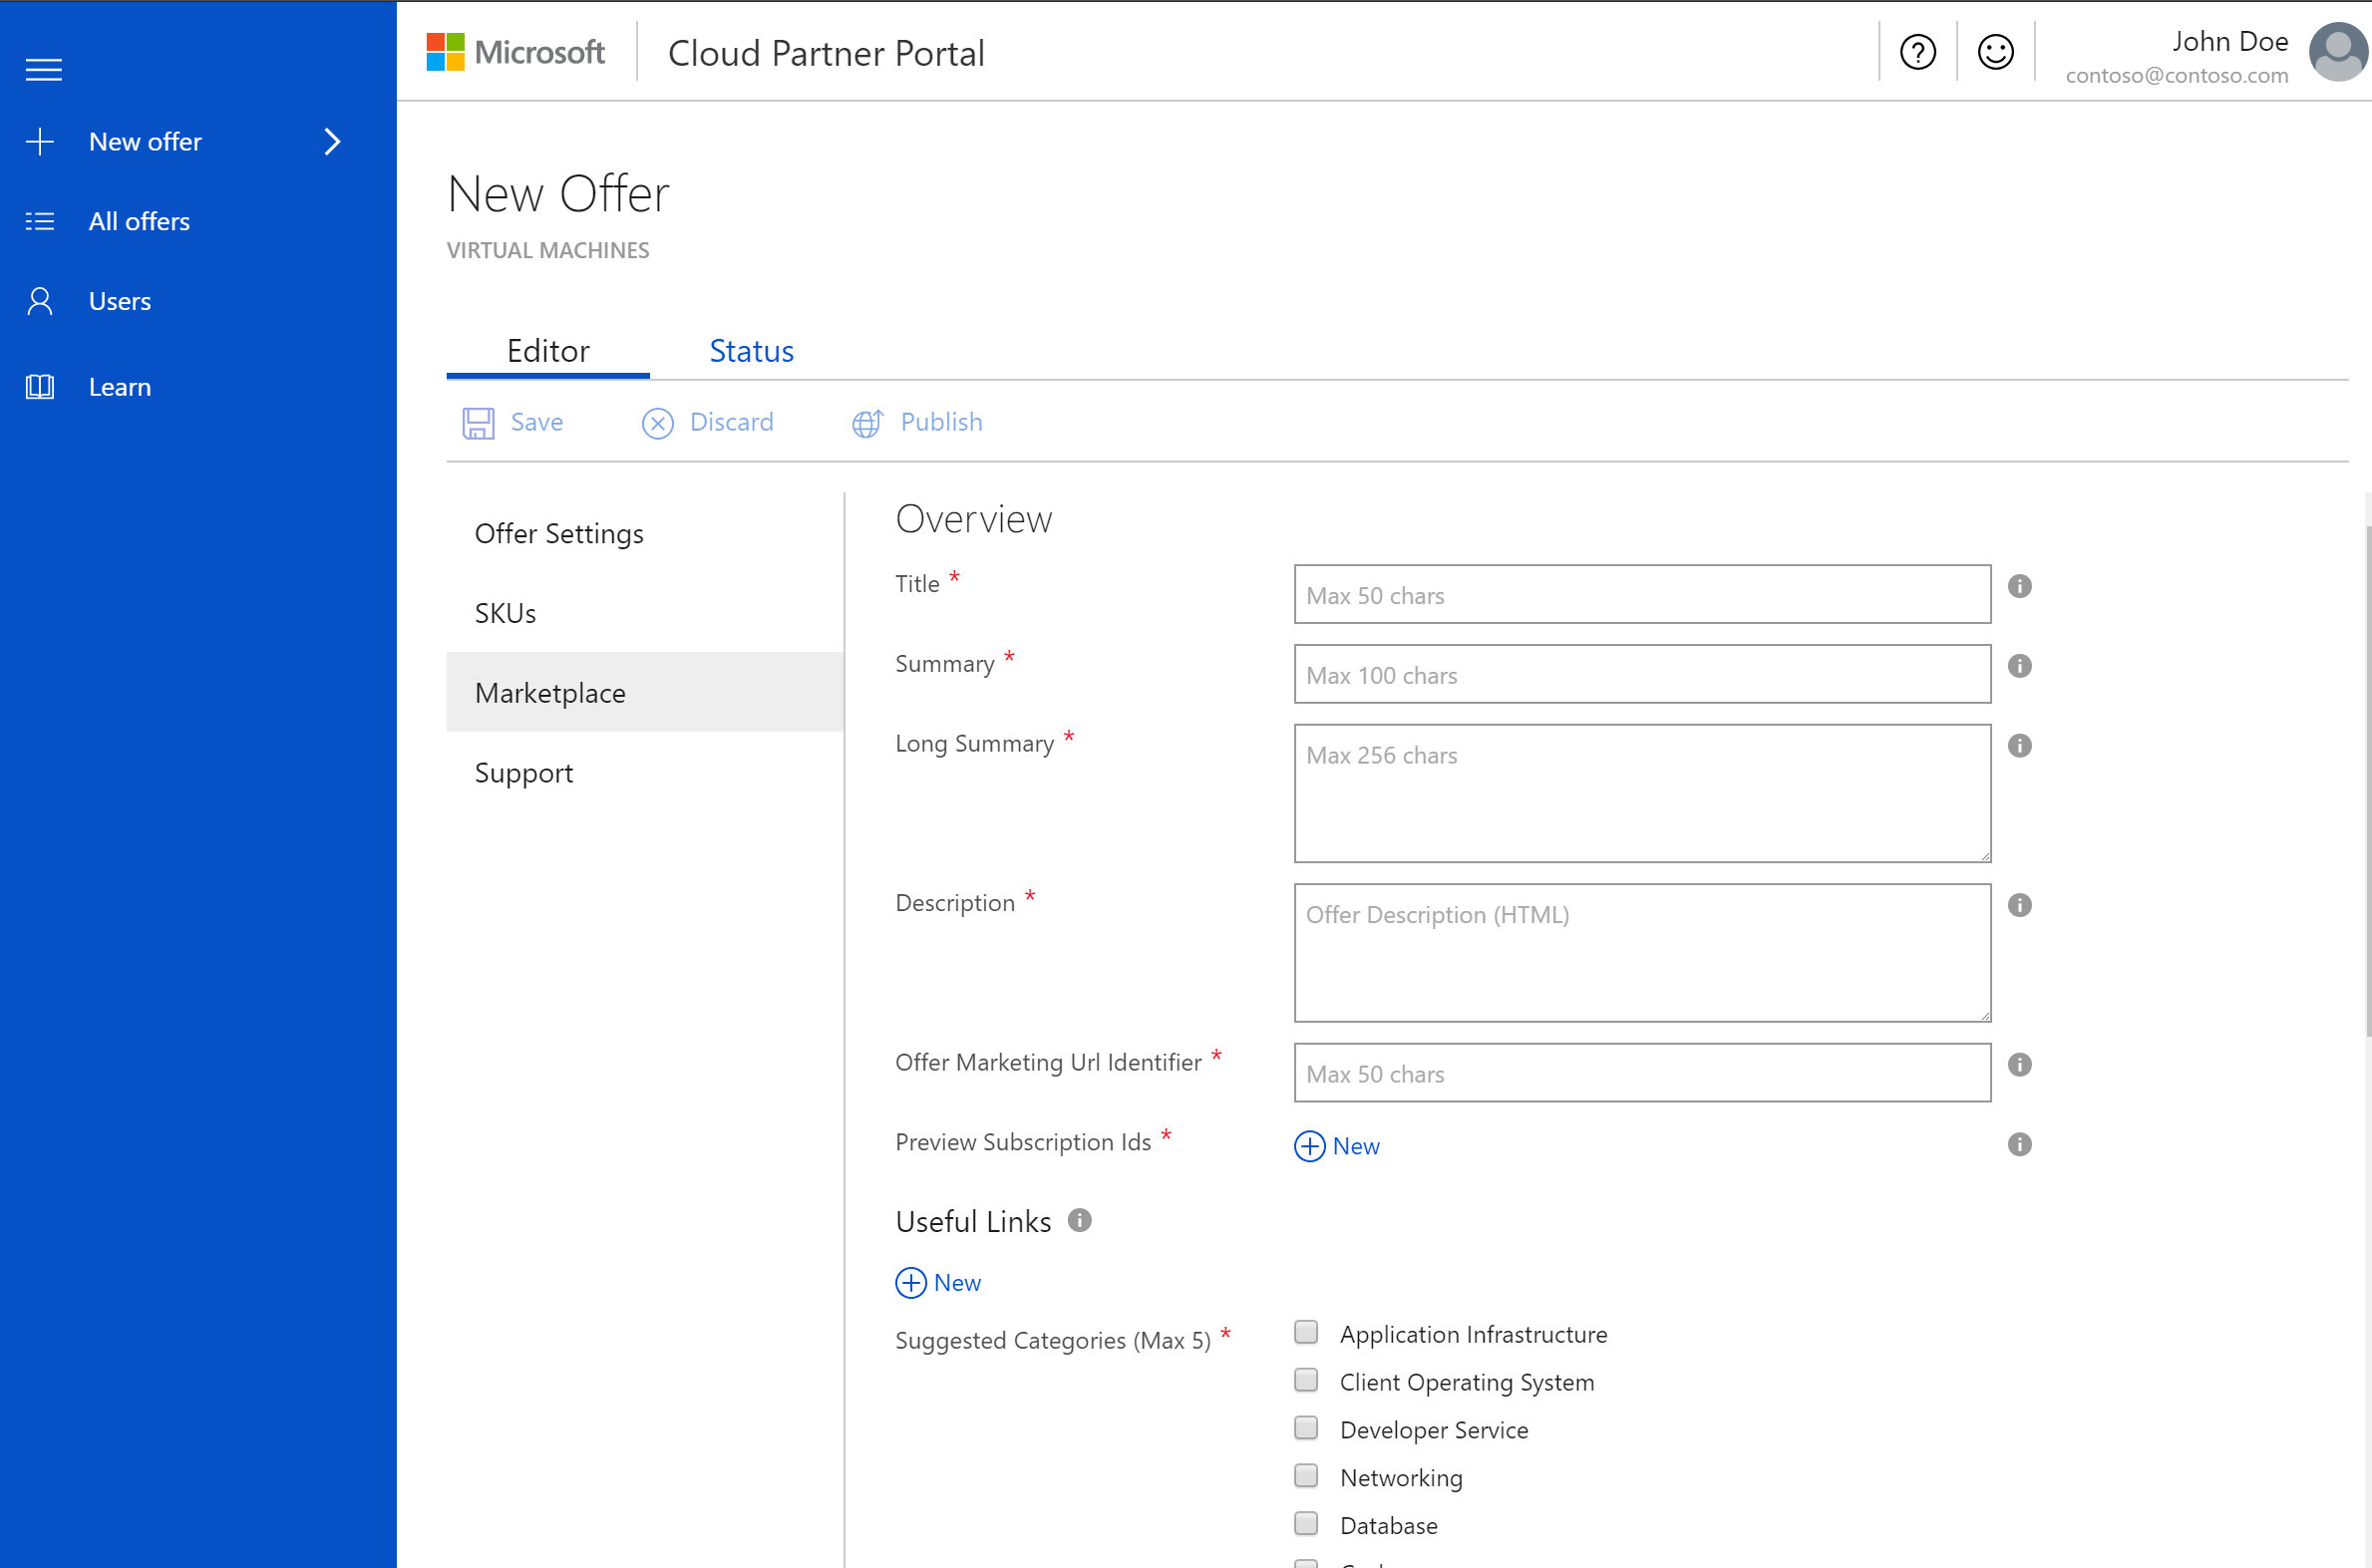 Microsoft
Cloud Partner Portal
John Doe
contoso@contoso.com
New offer
All offers
Users
Learn
New Offer
VIRTUAL MACHINES
Editor
Status
Save
Discard
Publish
Offer Settings
SKUs
Marketplace
Support
Overview
Title *
Max 50 chars
Summary *
Max 100 chars
Long Summary *
Max 256 chars
Description *
Offer Description (HTML)
Offer Marketing Url Identifier *
Max 50 chars
Preview Subscription Ids *
New
Useful Links
New
Suggested Categories (Max 5) *
Application Infrastructure
Client Operating System
Developer Service
Networking
Database